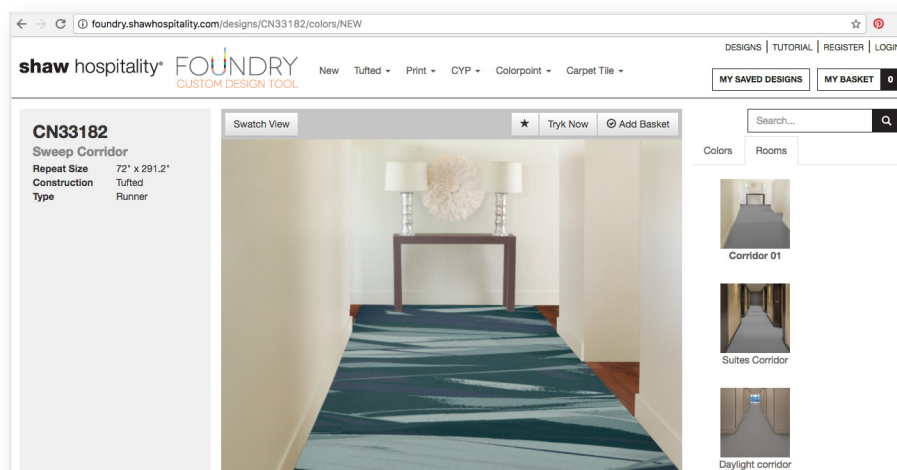 foundry.shawhospitality.com/designs/CN33182/colors/NEW
DESIGNS | TUTORIAL | REGISTER | LOGIN
shaw hospitality®
FOUNDRY
CUSTOM DESIGN TOOL
New Tufted Print CYP Colorpoint Carpet Tile
MY SAVED DESIGNS MY BASKET 0
CN33182
Sweep Corridor
Repeat Size 72" x 291.2"
Construction Tufted
Type Runner
Swatch View ★ Tryk Now Add Basket
Search...
Colors Rooms
Corridor 01
Suites Corridor
Daylight corridor